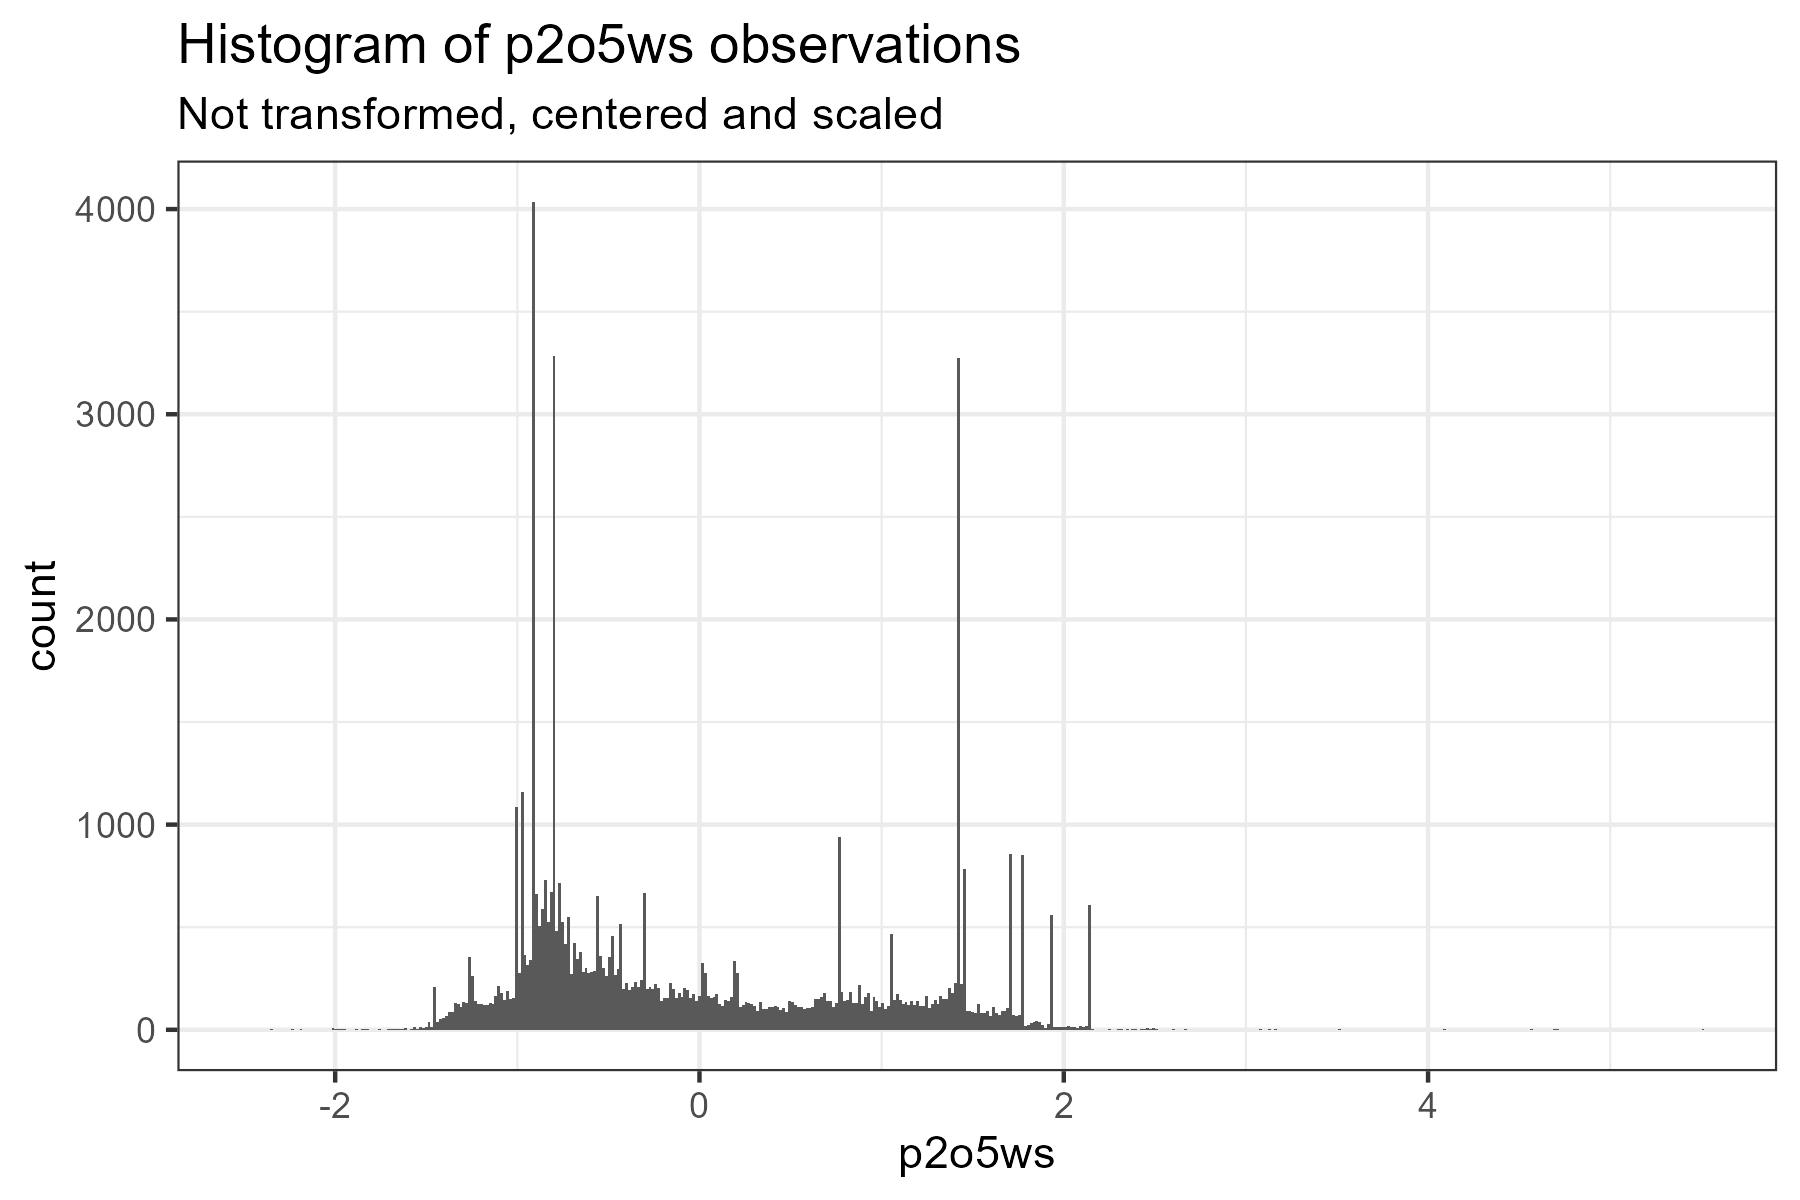 Histogram of p2o5ws observations
Not transformed, centered and scaled
4000
3000
2000
1000
0
count
-2
0
2
4
p2o5ws